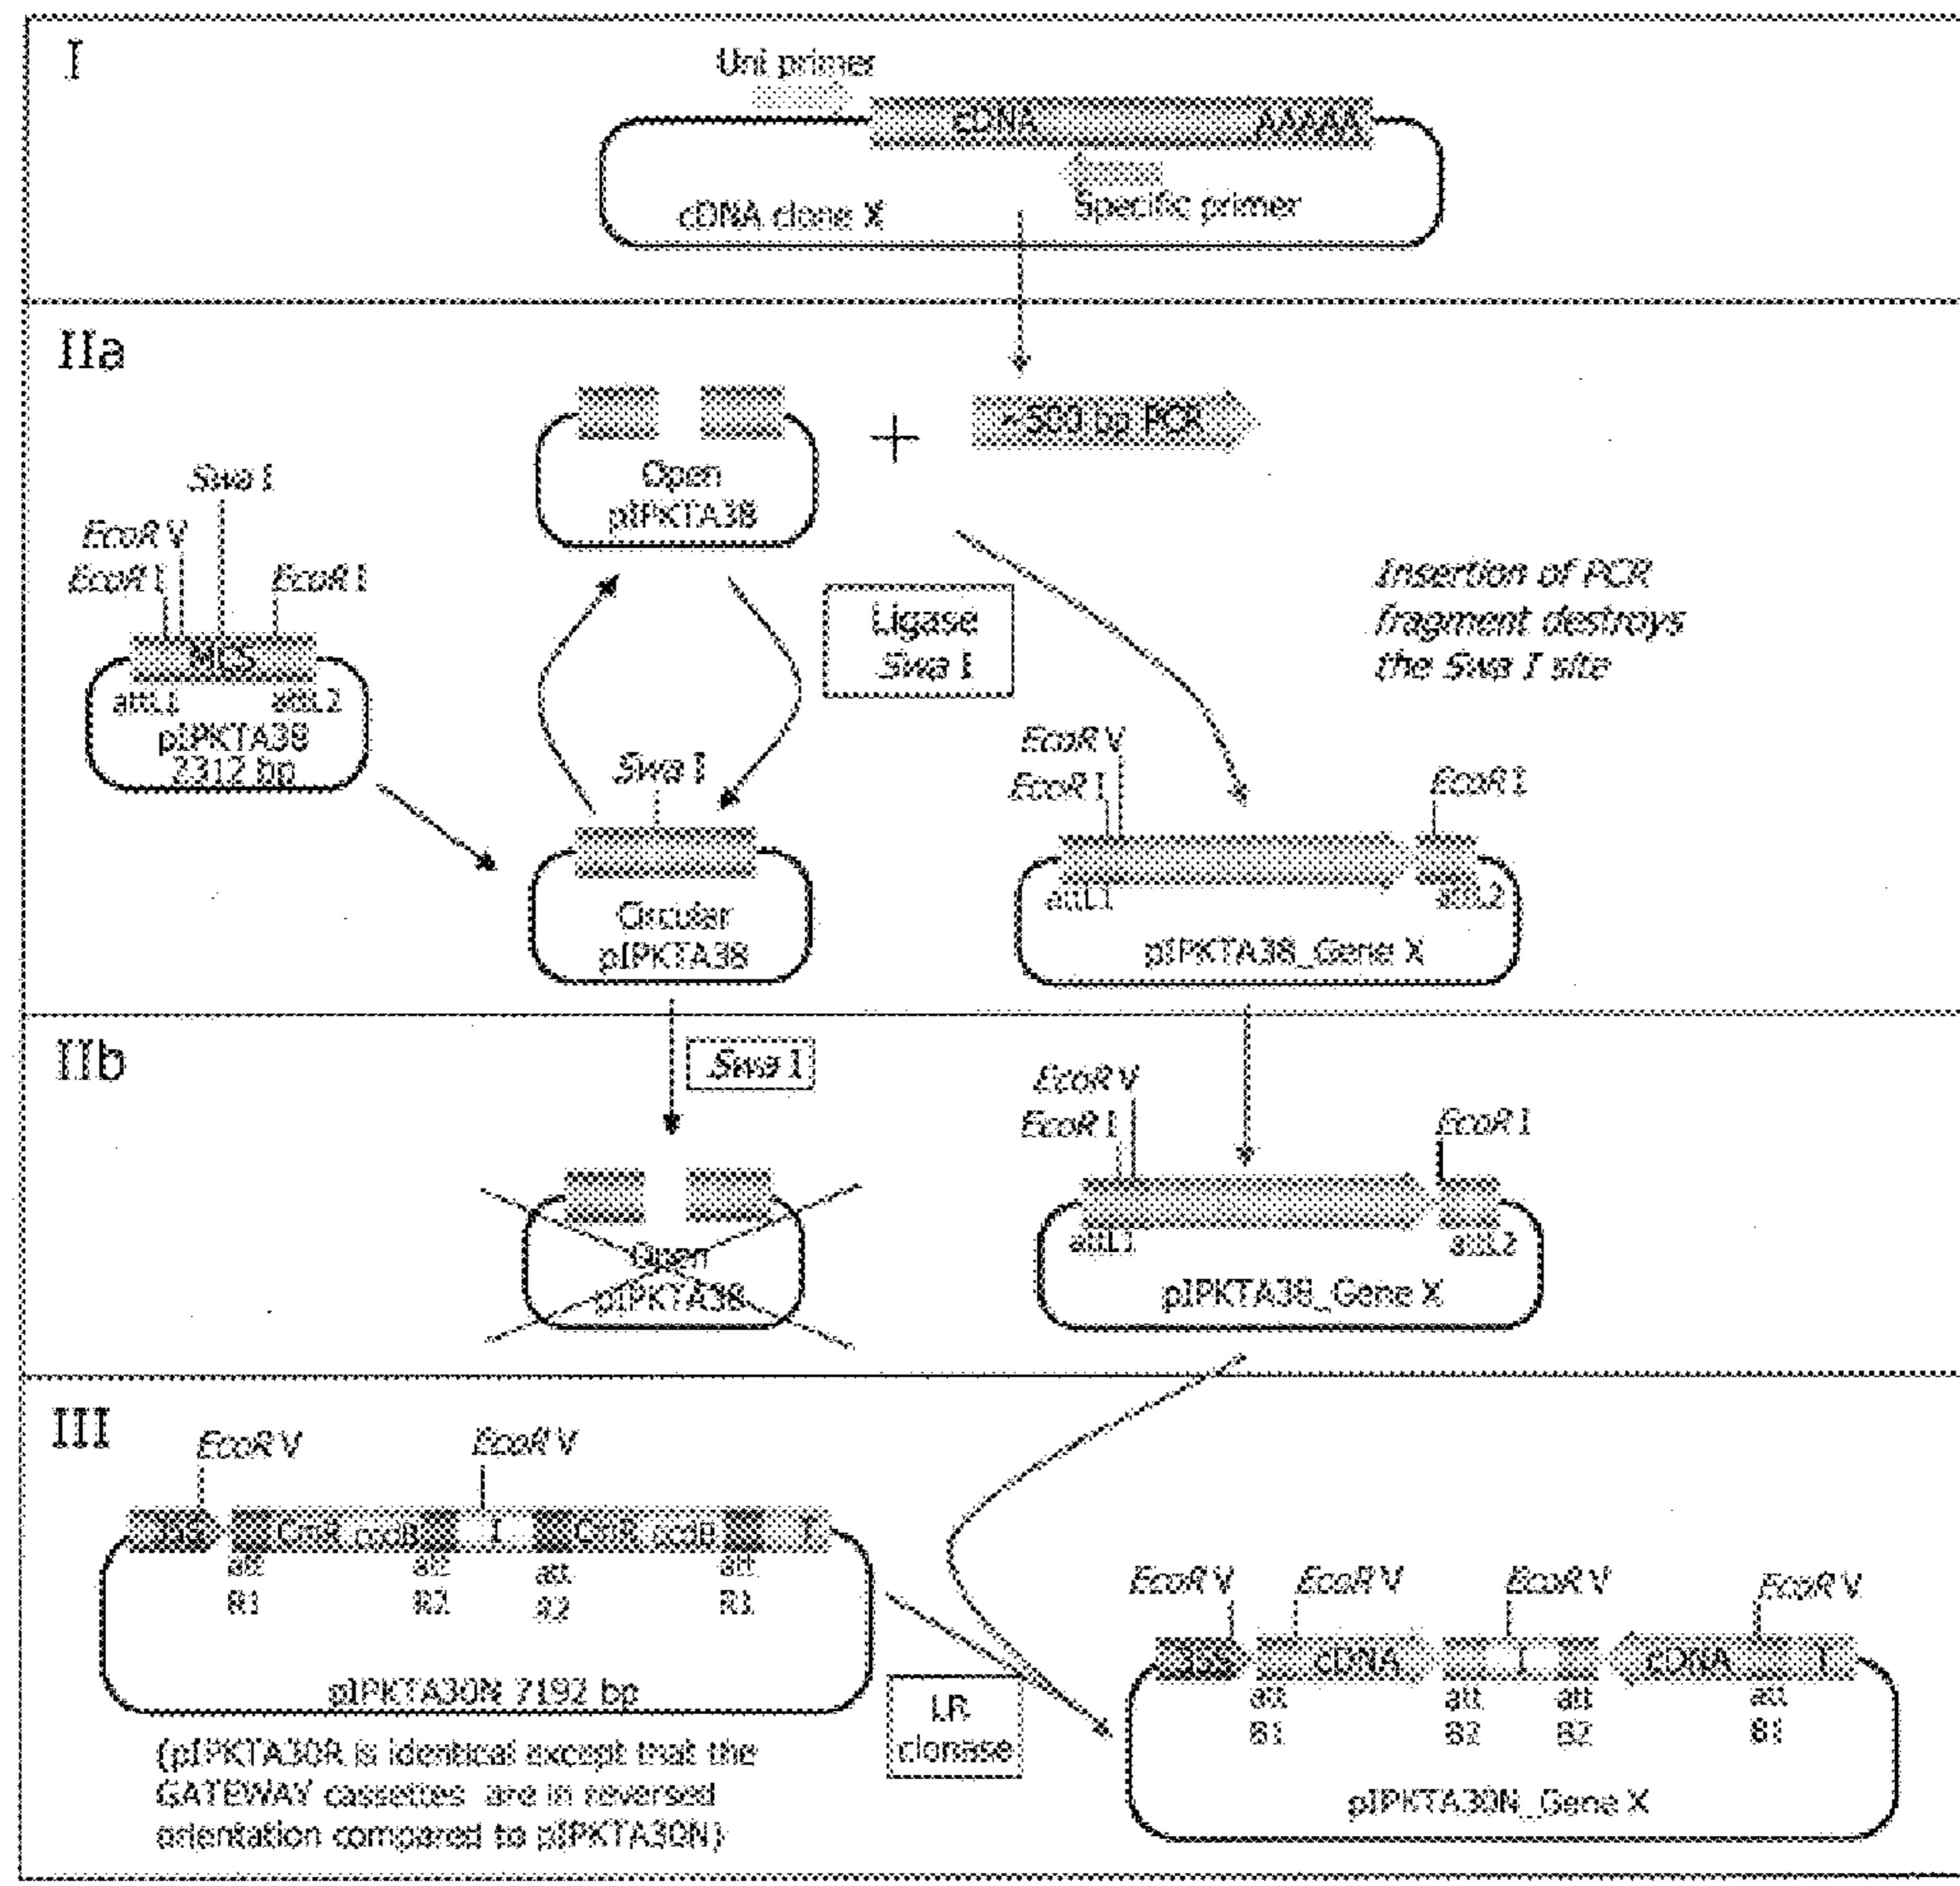 I
Uni primer
cDNA
AAAAA
Specific primer
cDNA clone X
IIa
~500 bp PCR
+
Open
pIPKTA38
Swa I
EcoR V
EcoR I
EcoR I
MCS
attL1
attL2
pIPKTA38
2312 bp
Ligase
Swa I
Insertion of PCR
fragment destroys
the Swa I site
Swa I
Circular
pIPKTA38
EcoR V
EcoR I
EcoR I
attL1
attL2
pIPKTA38_Gene X
IIb
Swa I
Open
pIPKTA38
EcoR V
EcoR I
EcoR I
attL1
attL2
pIPKTA38_Gene X
III
EcoR V
EcoR V
35S
CmR ccdB
I
CmR ccdB
T
att
R1
att
R2
att
R2
att
R1
pIPKTA30N 7192 bp
(pIPKTA30R is identical except that the
GATEWAY cassettes are in reversed
orientation compared to pIPKTA30N)
LR
clonase
EcoR V
EcoR V
EcoR V
EcoR V
35S
cDNA
I
cDNA
T
att
B1
att
B2
att
B2
att
B1
pIPKTA30N_Gene X